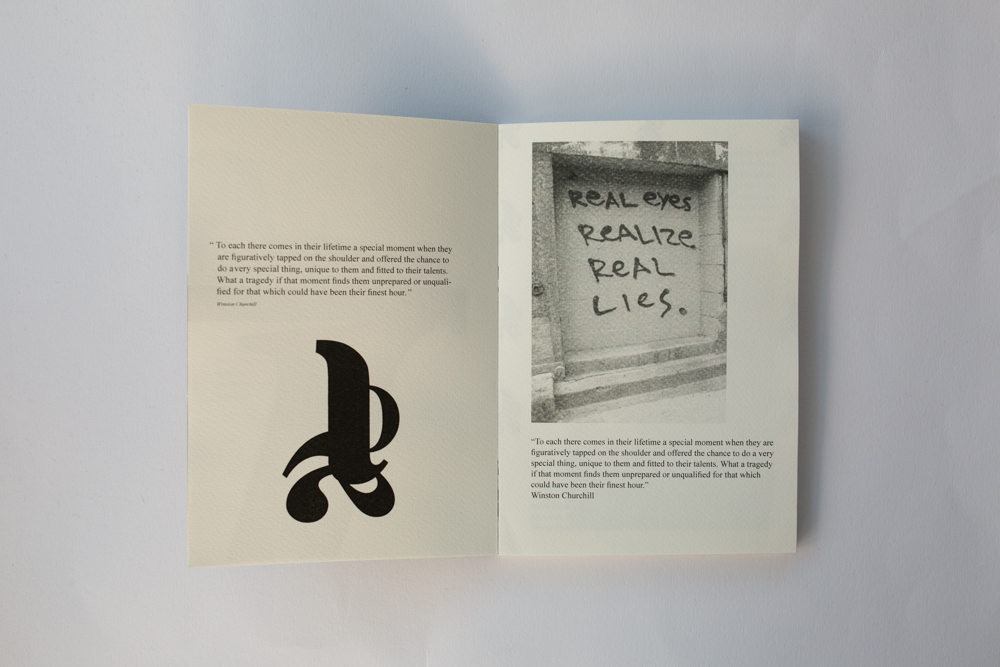 “ To each there comes in their lifetime a special moment when they
are figuratively tapped on the shoulder and offered the chance to
do a very special thing, unique to them and fitted to their talents.
What a tragedy if that moment finds them unprepared or unquali-
fied for that which could have been their finest hour.”
Winston Churchill
REAL eyes
REALIZE
REAL
Lies.
“To each there comes in their lifetime a special moment when they are
figuratively tapped on the shoulder and offered the chance to do a very
special thing, unique to them and fitted to their talents. What a tragedy
if that moment finds them unprepared or unqualified for that which
could have been their finest hour.”
Winston Churchill